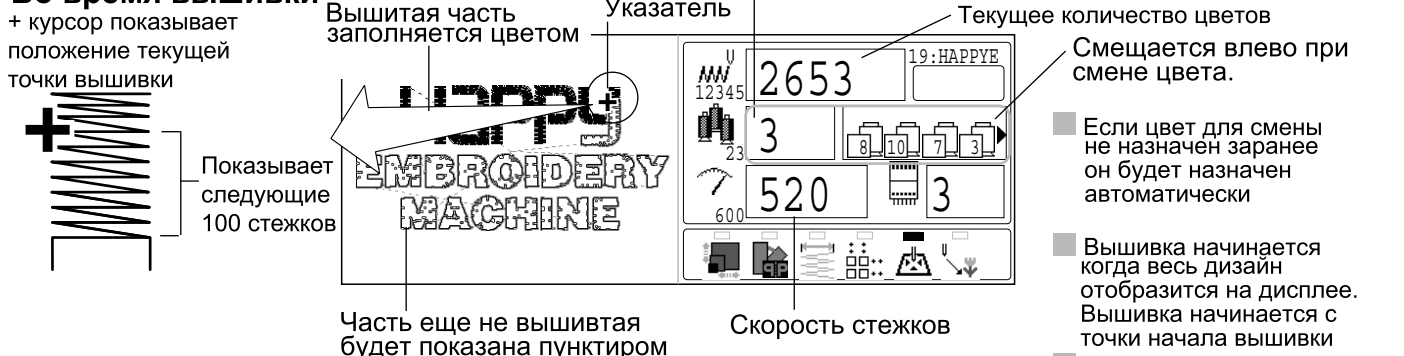 Во время вышивки
+ курсор показывает
положение текущей
точки вышивки
Показывает
следующие
100 стежков
Вышитая часть
заполняется цветом
Указатель
EMBROIDERY
MACHINE
Часть еще не вышивтая
будет показана пунктиром
2653
12345
19:HAPPYE
3
23
8 10 7 3
520
600
3
Скорость стежков
Текущее количество цветов
Смещается влево при
смене цвета.
Если цвет для смены
не назначен заранее
он будет назначен
автоматически
Вышивка начинается
когда весь дизайн
отобразится на дисплее.
Вышивка начинается с
точки начала вышивки